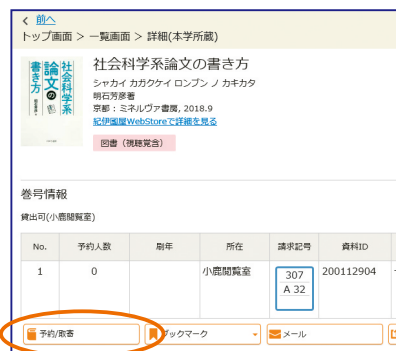 < 前へ
トップ画面 > 一覧画面 > 詳細(本学所蔵)
社会科学系
論文の
書き方
社会科学系論文の書き方
シャカイ カガクケイ ロンブン ノ カキカタ
明石芳彦著
京都 : ミネルヴァ書房, 2018.9
紀伊國屋WebStoreで詳細を見る
図書（視聴覚含）
巻号情報
貸出可(小鹿閲覧室)
No. 予約人数 刷年 所在 請求記号 資料ID
1 0 小鹿閲覧室 307 200112904
A 32
予約/取寄 ブックマーク メール